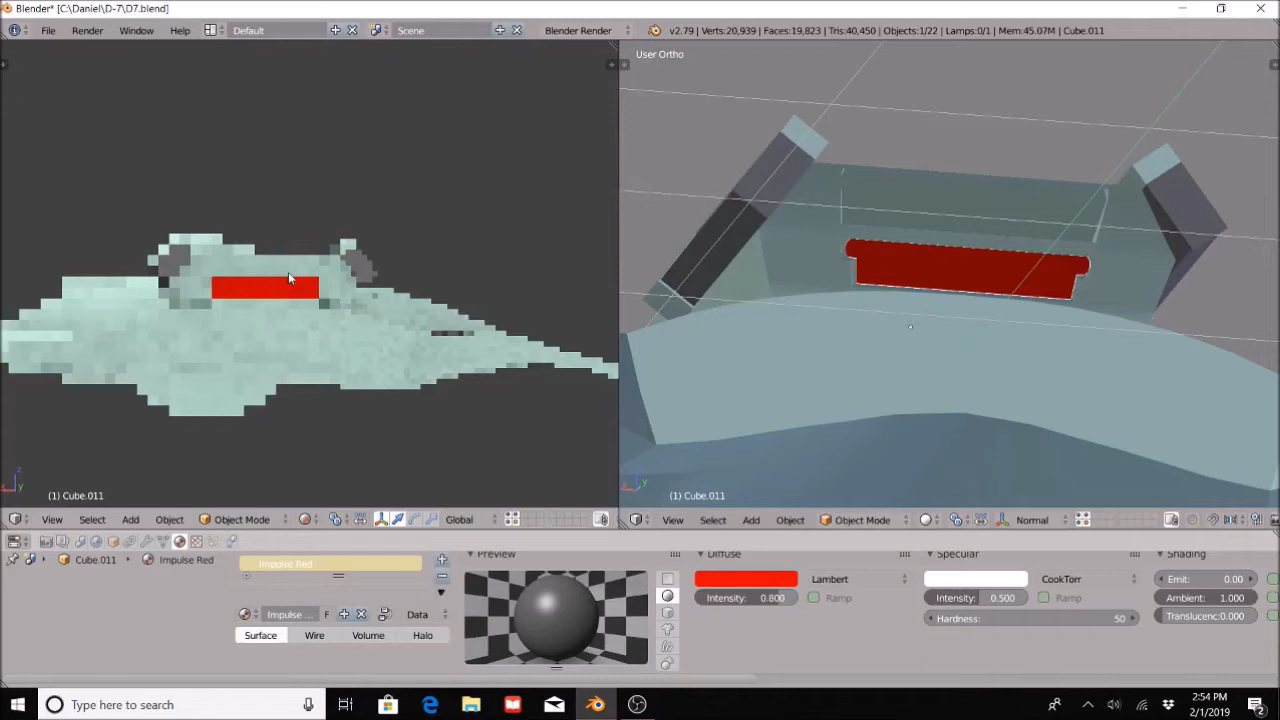 Blender* [C:\Daniel\D-7\D7.blend]
File Render Window Help Default Scene Blender Render v2.79 | Verts:20,939 | Faces:19,823 | Tris:40,450 | Objects:1/22 | Lamps:0/1 | Mem:45.07M | Cube.011
User Ortho
(1) Cube.011
(1) Cube.011
View Select Add Object Object Mode Global
View Select Add Object Object Mode Normal
Cube.011 Impulse Red
Impulse Red
Impulse ... F Data
Surface Wire Volume Halo
Preview
Diffuse
Lambert
Intensity: 0.800 Ramp
Specular
CookTorr
Intensity: 0.500 Ramp
Hardness: 50
Shading
Emit: 0.00
Ambient: 1.000
Translucenc:0.000
Type here to search
2:54 PM
2/1/2019
2